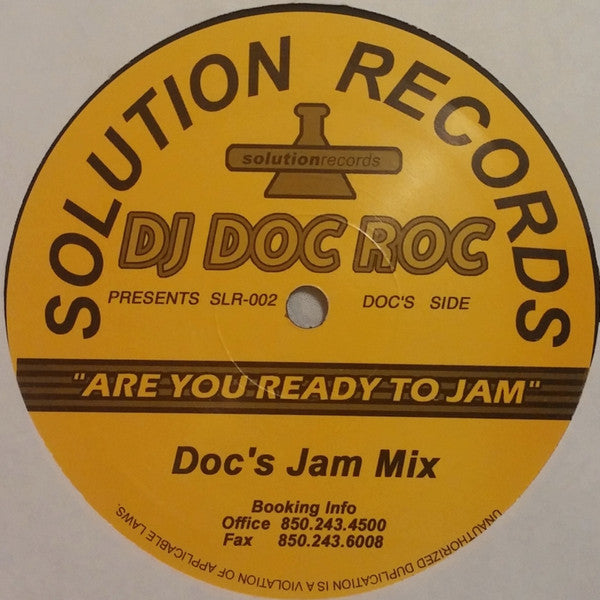 SOLUTION RECORDS
solutionrecords
DJ DOC ROC
PRESENTS SLR-002 DOC'S SIDE
"ARE YOU READY TO JAM"
Doc's Jam Mix
Booking Info
Office 850.243.4500
Fax 850.243.6008
UNAUTHORIZED DUPLICATION IS A VIOLATION OF APPLICABLE LAWS.